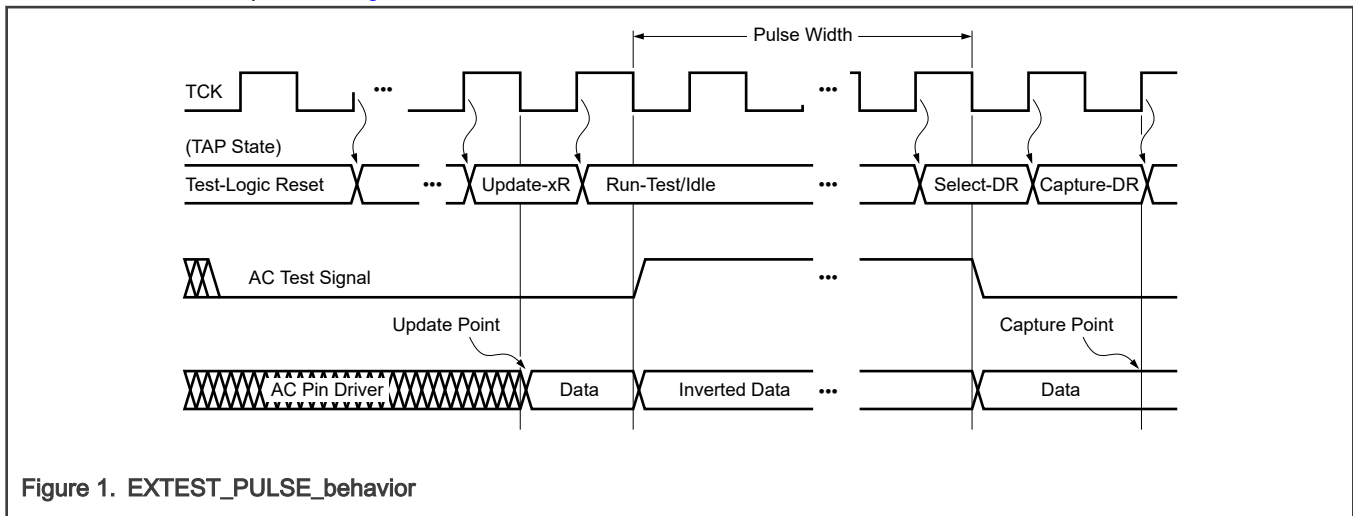 Pulse Width
TCK
•••
•••
(TAP State)
Test-Logic Reset
•••
Update-xR
Run-Test/Idle
•••
Select-DR
Capture-DR
AC Test Signal
•••
Update Point
Capture Point
AC Pin Driver
Data
Inverted Data
•••
Data
Figure 1. EXTEST_PULSE_behavior